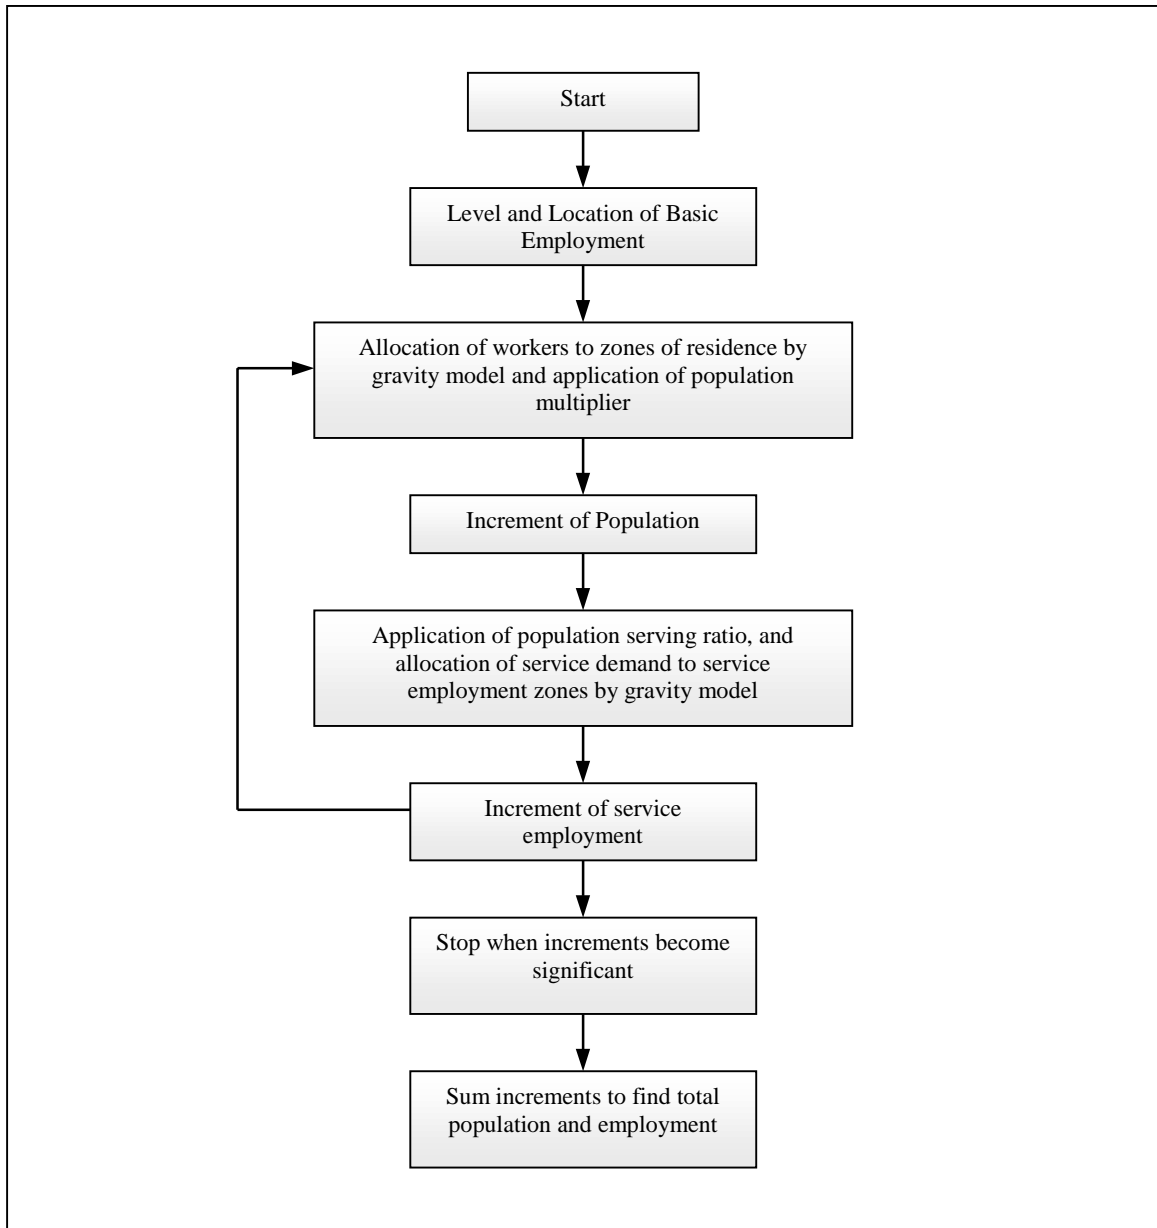 Start
Level and Location of Basic
Employment
Allocation of workers to zones of residence by
gravity model and application of population
multiplier
Increment of Population
Application of population serving ratio, and
allocation of service demand to service
employment zones by gravity model
Increment of service
employment
Stop when increments become
significant
Sum increments to find total
population and employment